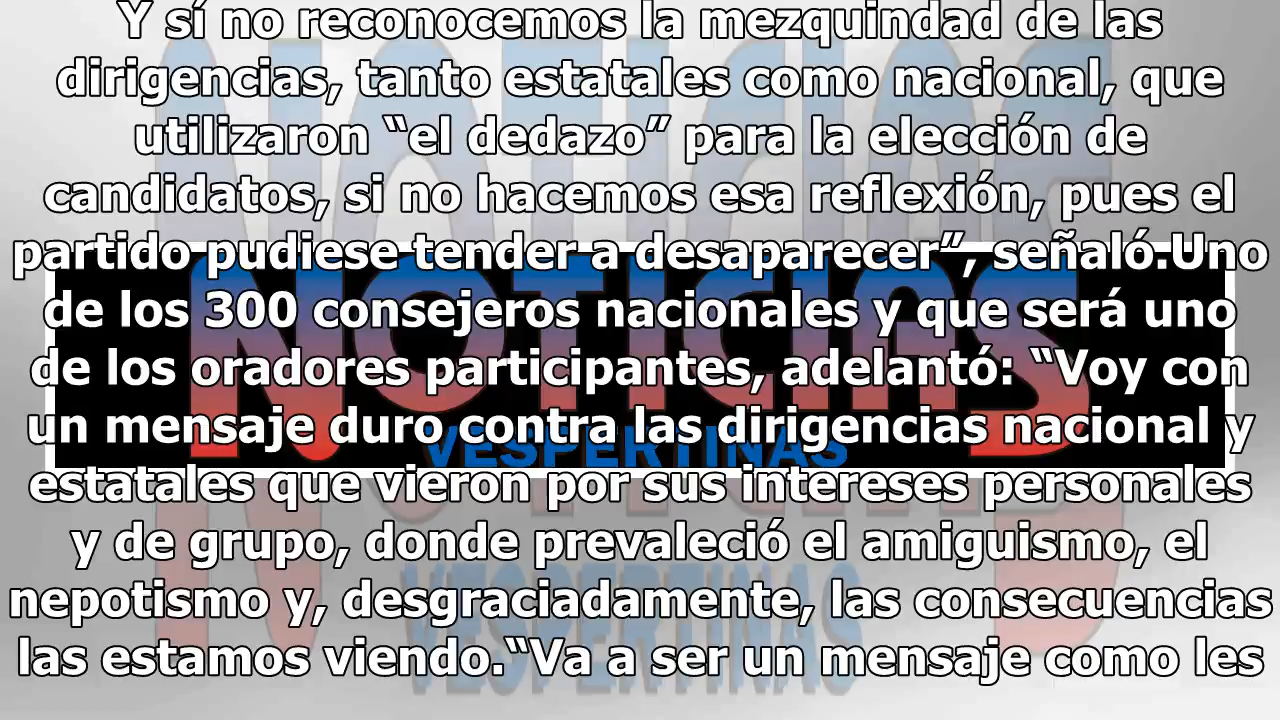 Y sí no reconocemos la mezquindad de las
dirigencias, tanto estatales como nacional, que
utilizaron “el dedazo” para la elección de
candidatos, si no hacemos esa reflexión, pues el
partido pudiese tender a desaparecer”, señaló.Uno
de los 300 consejeros nacionales y que será uno
de los oradores participantes, adelantó: “Voy con
un mensaje duro contra las dirigencias nacional y
estatales que vieron por sus intereses personales
y de grupo, donde prevaleció el amiguismo, el
nepotismo y, desgraciadamente, las consecuencias
las estamos viendo.“Va a ser un mensaje como les
NOTICIAS
VESPERTINAS
NOTICIAS
VESPERTINAS